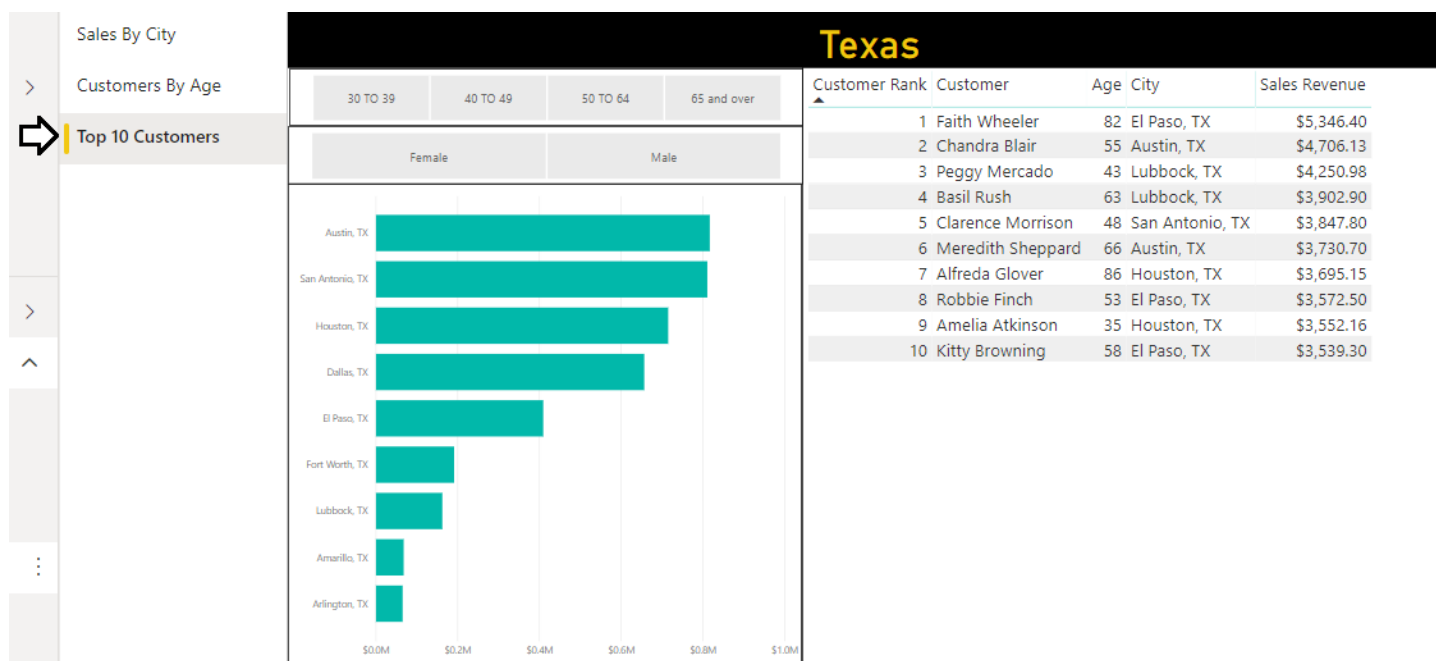 Sales By City
Customers By Age
Top 10 Customers
Texas
30 TO 39 40 TO 49 50 TO 64 65 and over
Female Male
Austin, TX
San Antonio, TX
Houston, TX
Dallas, TX
El Paso, TX
Fort Worth, TX
Lubbock, TX
Amarillo, TX
Arlington, TX
$0.0M $0.2M $0.4M $0.6M $0.8M $1.0M
Customer Rank Customer Age City Sales Revenue
1 Faith Wheeler 82 El Paso, TX $5,346.40
2 Chandra Blair 55 Austin, TX $4,706.13
3 Peggy Mercado 43 Lubbock, TX $4,250.98
4 Basil Rush 63 Lubbock, TX $3,902.90
5 Clarence Morrison 48 San Antonio, TX $3,847.80
6 Meredith Sheppard 66 Austin, TX $3,730.70
7 Alfreda Glover 86 Houston, TX $3,695.15
8 Robbie Finch 53 El Paso, TX $3,572.50
9 Amelia Atkinson 35 Houston, TX $3,552.16
10 Kitty Browning 58 El Paso, TX $3,539.30